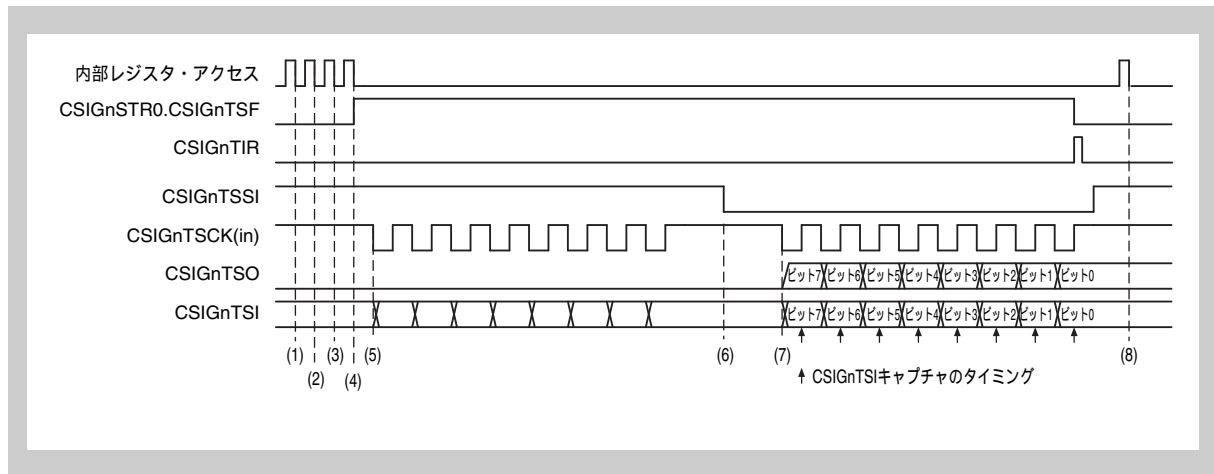 内部レジスタ・アクセス
CSIGnSTR0.CSIGnTSF
CSIGnTIR
CSIGnTSSI
CSIGnTSCK(in)
CSIGnTSO
ビット7 ビット6 ビット5 ビット4 ビット3 ビット2 ビット1 ビット0
CSIGnTSI
ビット7 ビット6 ビット5 ビット4 ビット3 ビット2 ビット1 ビット0
(1) (3) (5) (6) (7) (8)
(2) (4)
CSIGnTSIキャプチャのタイミング